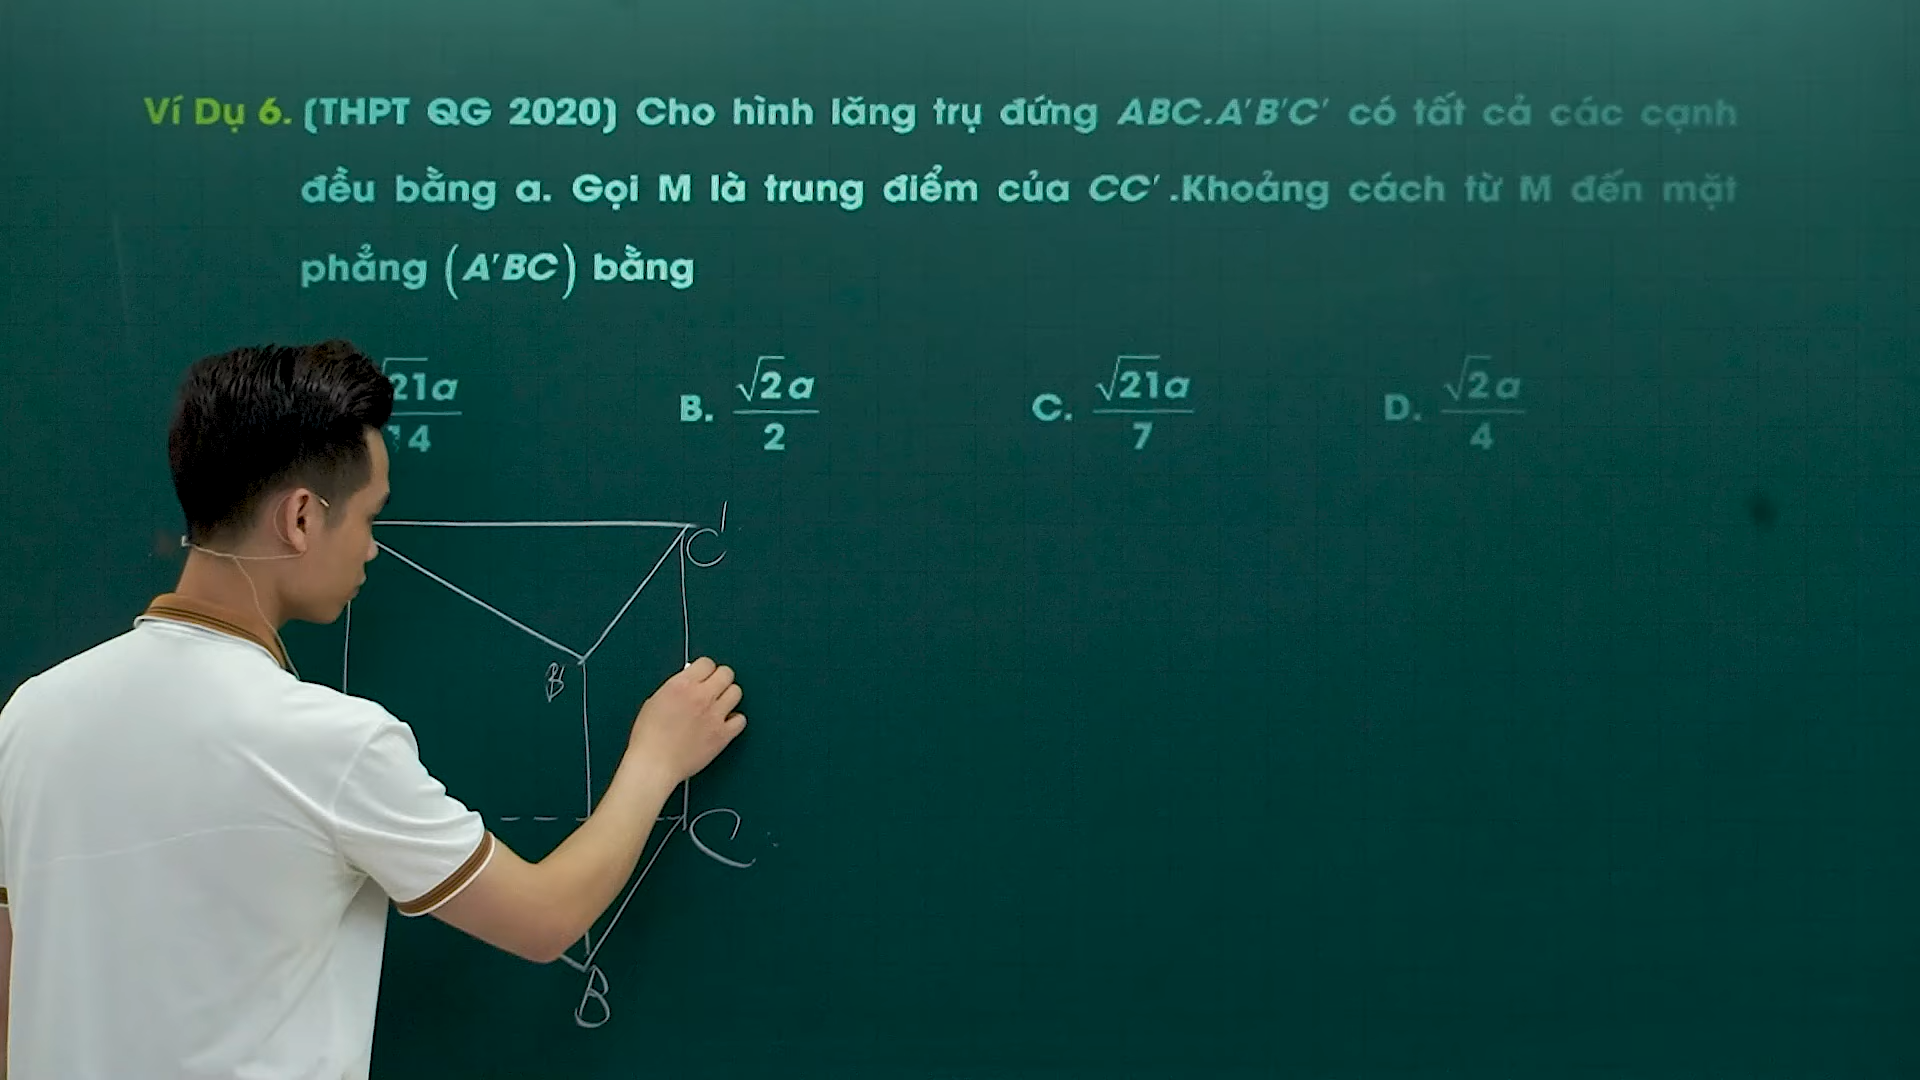 Ví Dụ 6. (THPT QG 2020) Cho hình lăng trụ đứng ABC.A'B'C' có tất cả các cạnh
đều bằng a. Gọi M là trung điểm của CC' .Khoảng cách từ M đến mặt
phẳng (A'BC) bằng
√21a/14 B. √2a/2 C. √21a/7 D. √2a/4
C'
B'
C
B